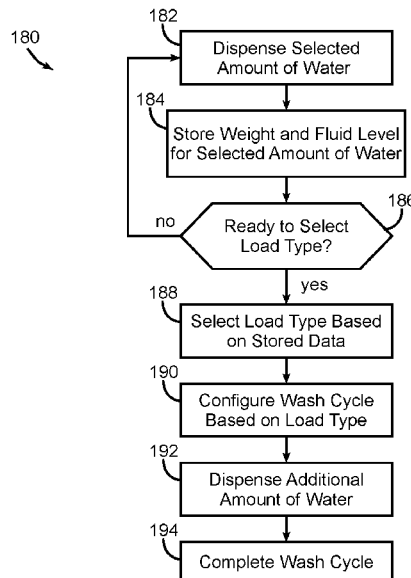 180
182
Dispense Selected
Amount of Water
184
Store Weight and Fluid Level
for Selected Amount of Water
186
Ready to Select
Load Type?
no
yes
188
Select Load Type Based
on Stored Data
190
Configure Wash Cycle
Based on Load Type
192
Dispense Additional
Amount of Water
194
Complete Wash Cycle